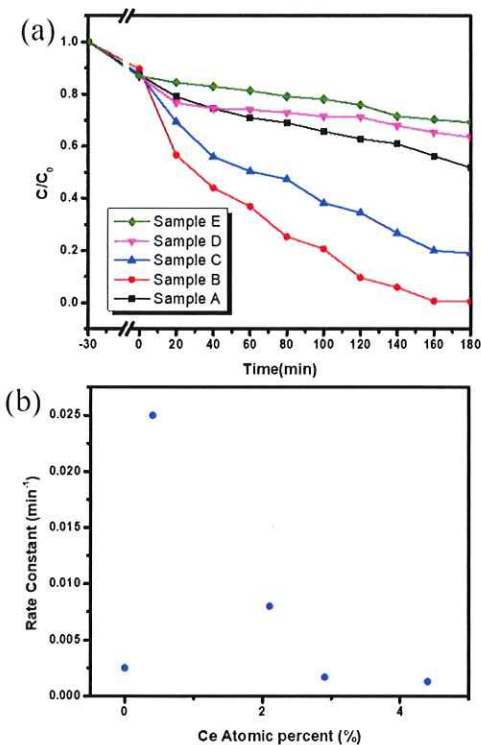 (a)
1.0
0.8
0.6
0.4
0.2
0.0
C/C0
Sample E
Sample D
Sample C
Sample B
Sample A
-30 0 20 40 60 80 100 120 140 160 180
Time(min)
(b)
0.025
0.020
0.015
0.010
0.005
0.0025
0.000
Rate Constant (min-1)
0 2 4
Ce Atomic percent (%)